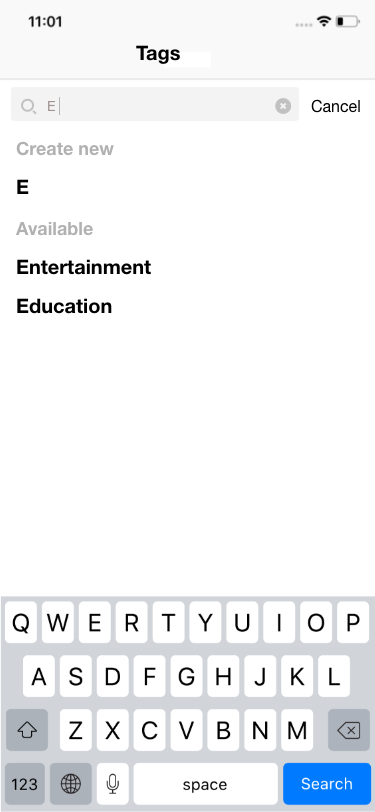 11:01
Tags
E
Cancel
Create new
E
Available
Entertainment
Education
Q W E R T Y U I O P
A S D F G H J K L
Z X C V B N M
123 space Search